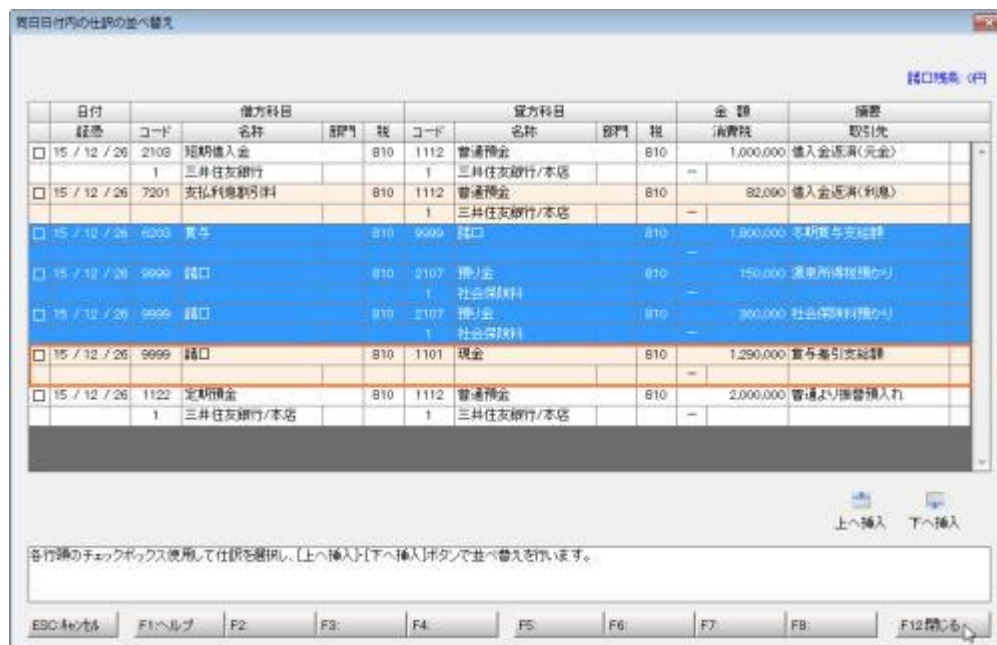 同日日付内の仕訳の並べ替え
諸口残高: 0円
日付 借方科目 貸方科目 金 額 摘要
証憑 コード 名称 部門 税 コード 名称 部門 税 消費税 取引先
15 / 12 / 26 2103 短期借入金 810 1112 普通預金 810 1,000,000 借入金返済(元金)
1 三井住友銀行 1 三井住友銀行/本店 －
15 / 12 / 26 7201 支払利息割引料 810 1112 普通預金 810 82,090 借入金返済(利息)
1 三井住友銀行/本店 －
15 / 12 / 26 6203 賞与 810 9999 諸口 810 1,800,000 冬期賞与支給額
－
15 / 12 / 26 9999 諸口 810 2107 預り金 810 150,000 源泉所得税預かり
1 社会保険料 －
15 / 12 / 26 9999 諸口 810 2107 預り金 810 360,000 社会保険料預かり
1 社会保険料 －
15 / 12 / 26 9999 諸口 810 1101 現金 810 1,290,000 賞与差引支給額
－
15 / 12 / 26 1122 定期預金 810 1112 普通預金 810 2,000,000 普通より振替預入れ
1 三井住友銀行/本店 1 三井住友銀行/本店 －
上へ挿入 下へ挿入
各行頭のチェックボックス使用して仕訳を選択し、[上へ挿入]・[下へ挿入]ボタンで並べ替えを行います。
ESC:キャンセル F1:ヘルプ F2: F3: F4: F5: F6: F7: F8: F12:閉じる